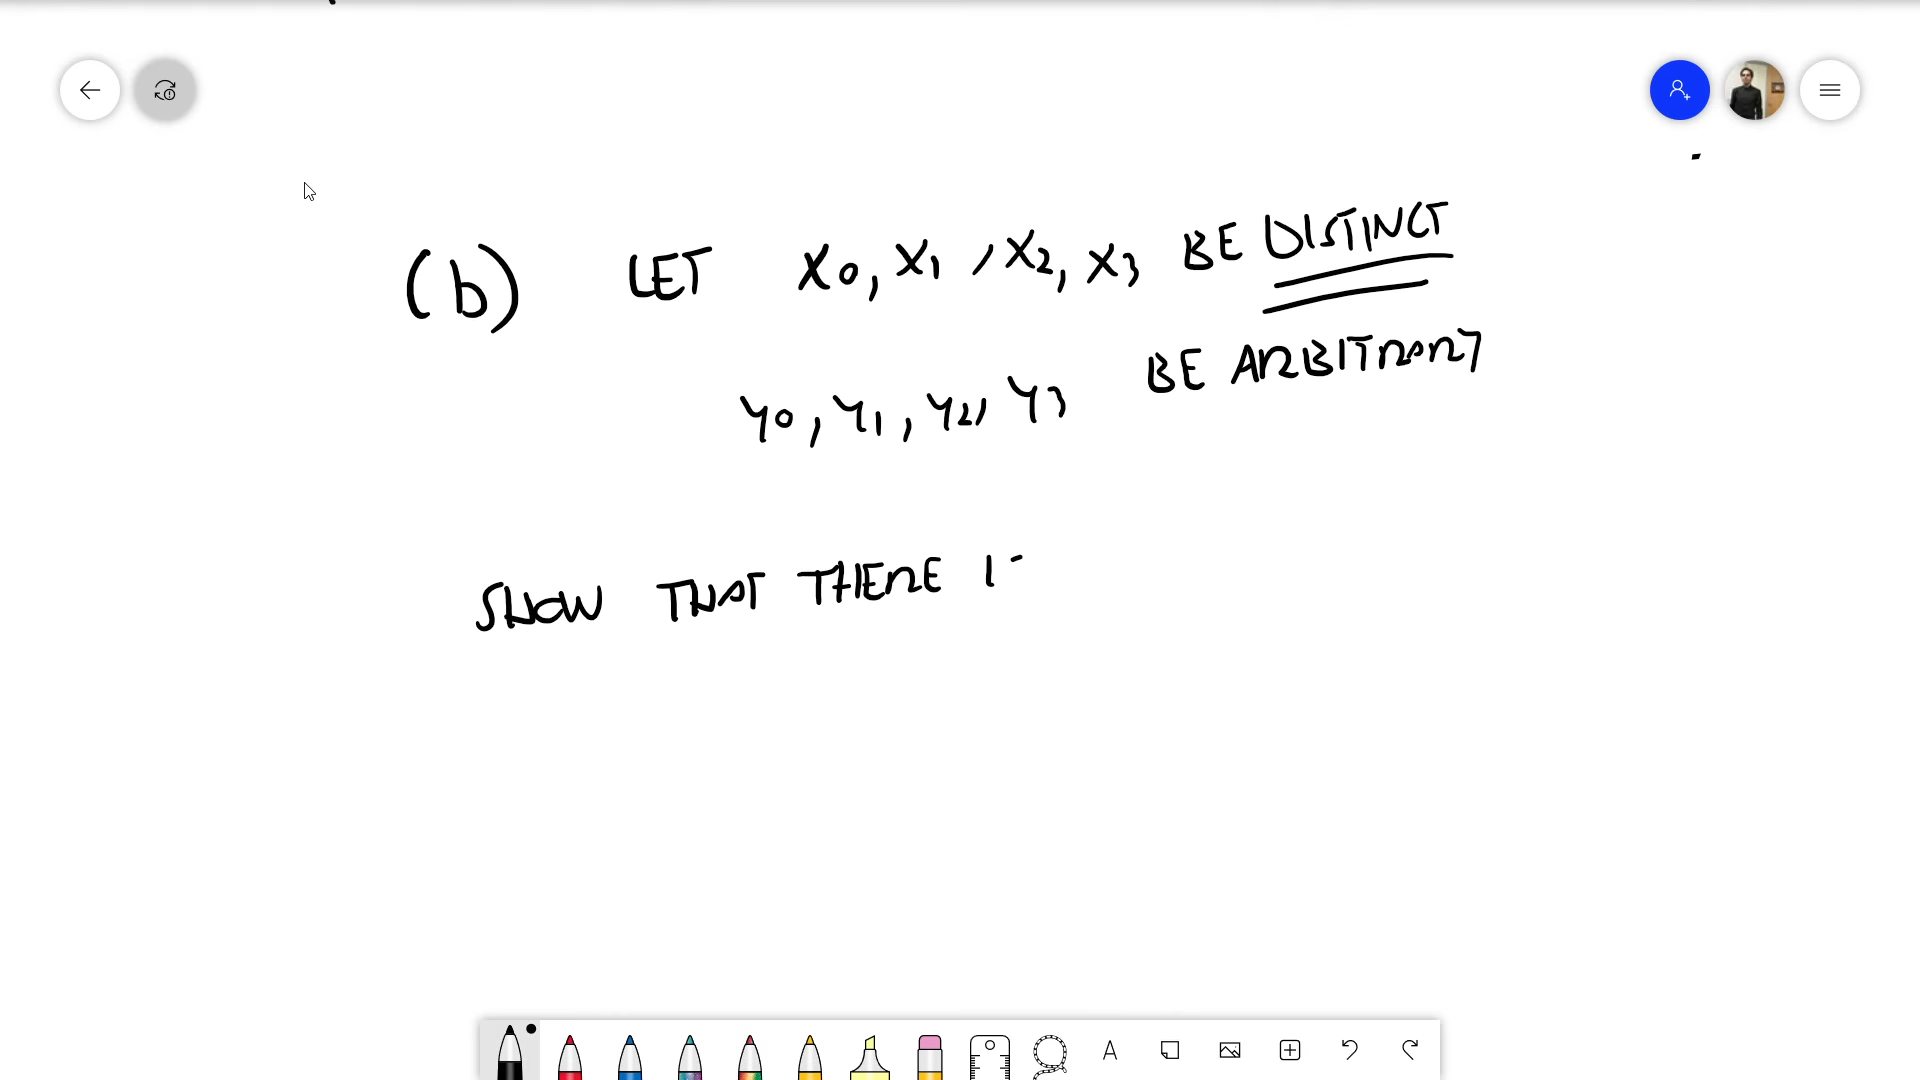 (b) LET x0, x1, x2, x3 BE DISTINCT
y0, y1, y2, y3 BE ARBITRARY
SHOW THAT THERE I
A